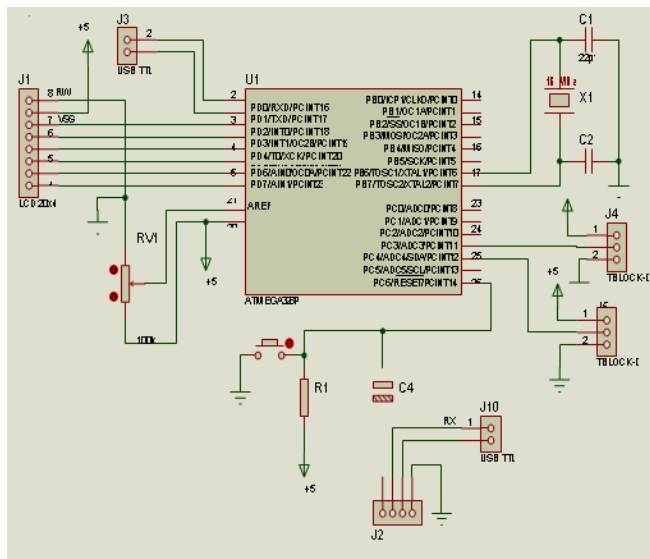 J3
+5
2
1
USB TTL
J1
8 R/W
7 VSS
6
5
LCD 20x4
U1
2
3
4
5
6
PD0/RXD/PCINT16
PD1/TXD/PCINT17
PD2/INT0/PCINT18
PD3/INT1/OC2B/PCINT19
PD4/T0/XCK/PCINT20
PD6/AIN0/OC0A/PCINT22
PD7/AIN1/PCINT23
21
AREF
ATMEGA328P
PB0/ICP1/CLKO/PCINT0
PB1/OC1A/PCINT1
PB2/SS/OC1B/PCINT2
PB3/MOSI/OC2A/PCINT3
PB4/MISO/PCINT4
PB5/SCK/PCINT5
PB6/TOSC1/XTAL1/PCINT6
PB7/TOSC2/XTAL2/PCINT7
PC0/ADC0/PCINT8
PC1/ADC1/PCINT9
PC2/ADC2/PCINT10
PC3/ADC3/PCINT11
PC4/ADC4/SDA/PCINT12
PC5/ADC5/SCL/PCINT13
PC6/RESET/PCINT14
14
15
16
17
23
24
25
26
C1
22p
X1
C2
J4
1
2
TBLOCK-I
+5
J5
1
2
TBLOCK-I
RV1
100k
+5
R1
+5
C4
J10
RX
1
USB TTL
J2